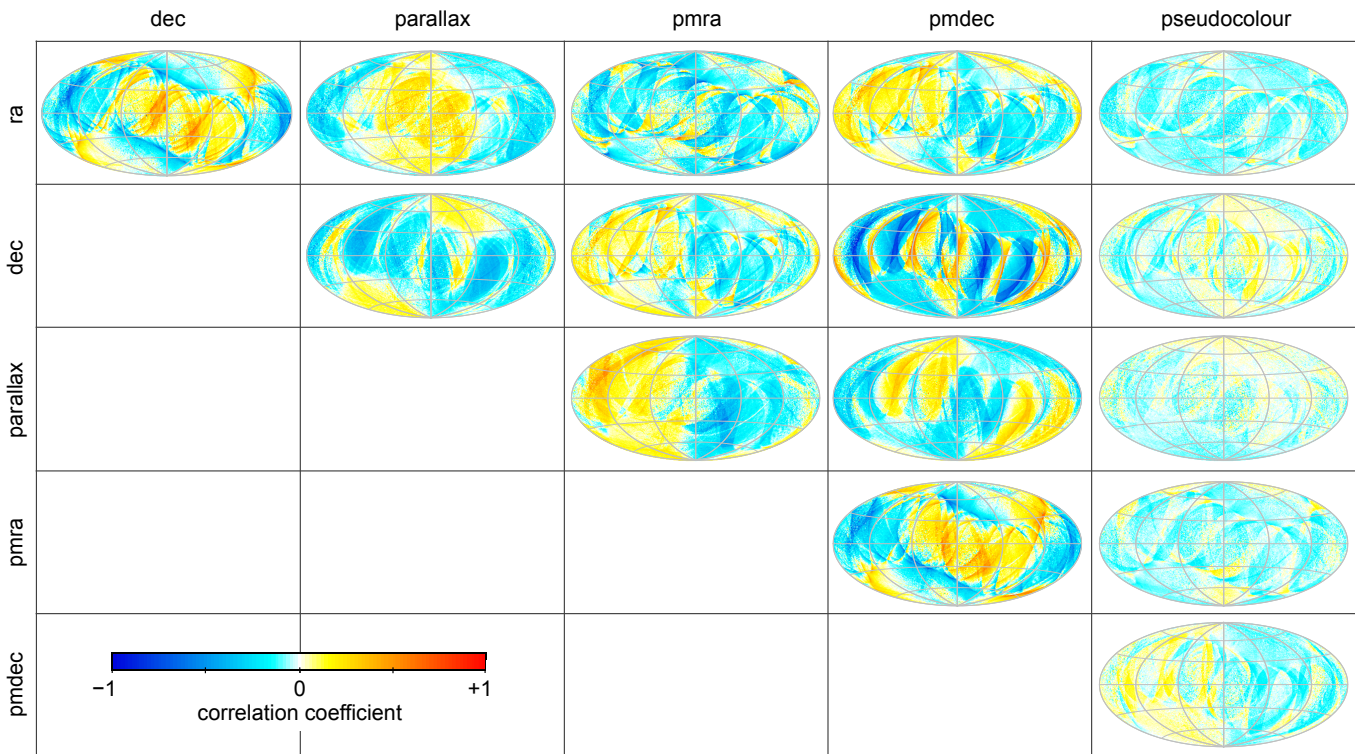 dec parallax pmra pmdec pseudocolour
ra
dec
parallax
pmra
pmdec
−1 0 +1
correlation coefficient